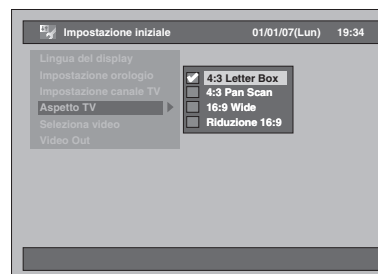 Impostazione iniziale 01/01/07(Lun) 19:34
Lingua del display
Impostazione orologio
Impostazione canale TV
Aspetto TV
Seleziona video
Video Out
4:3 Letter Box
4:3 Pan Scan
16:9 Wide
Riduzione 16:9